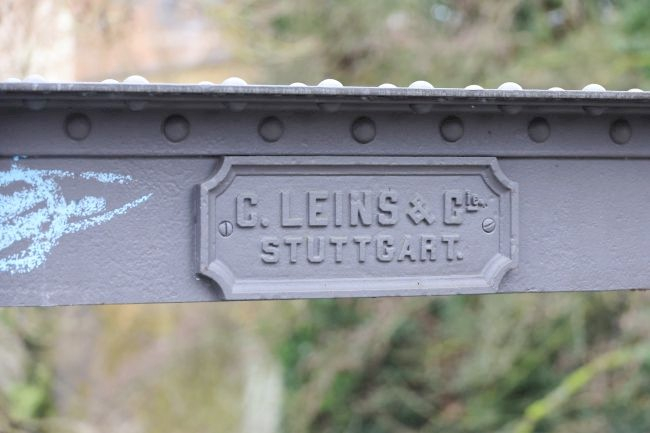 C. LEINS & Cie.
STUTTGART.